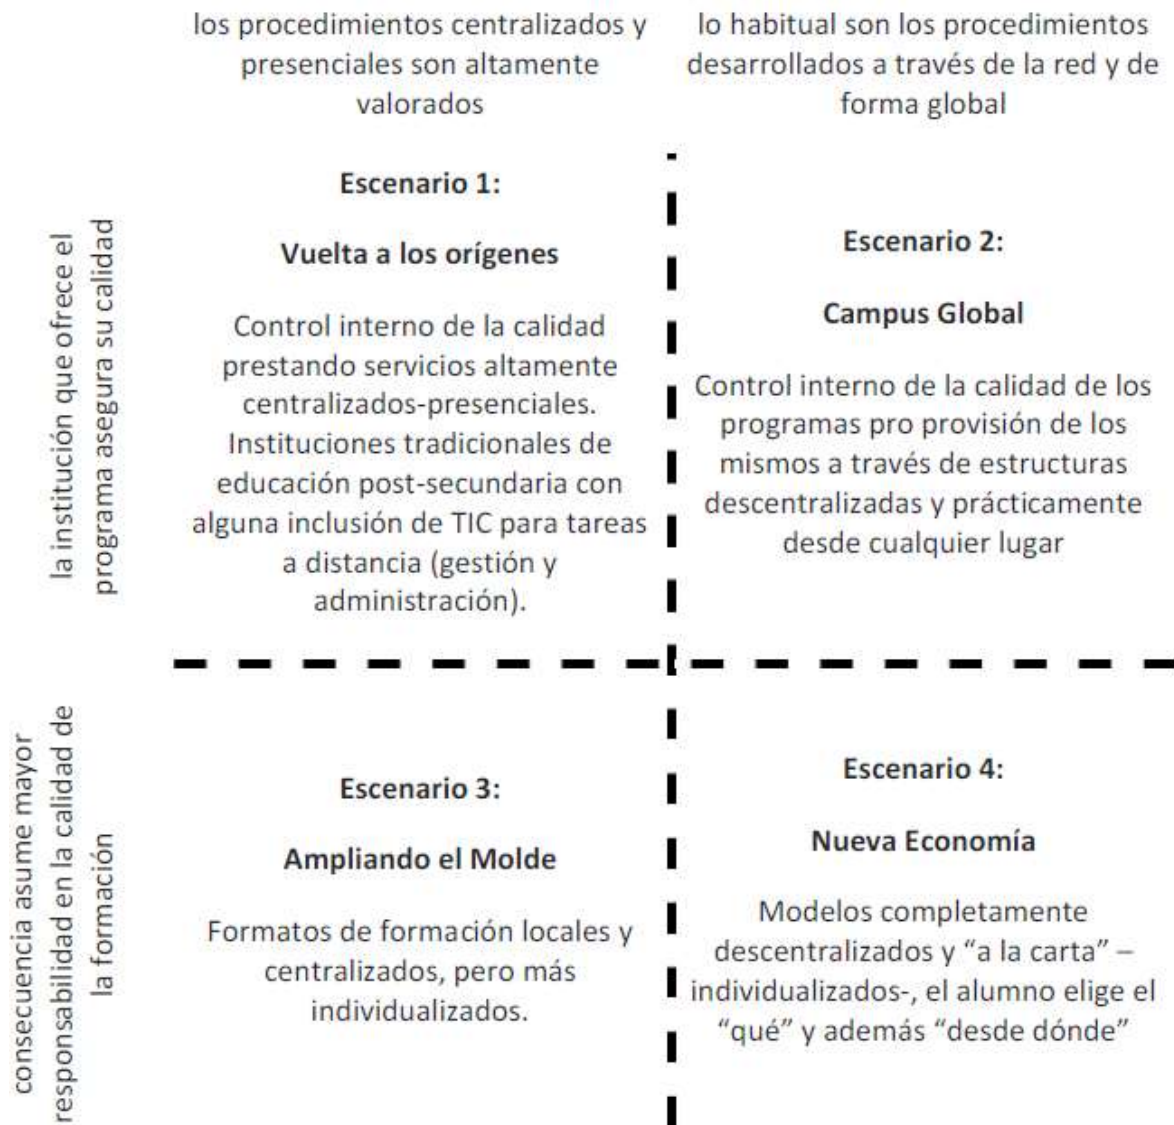 los procedimientos centralizados y
presenciales son altamente
valorados
lo habitual son los procedimientos
desarrollados a través de la red y de
forma global
la institución que ofrece el
programa asegura su calidad
Escenario 1:
Vuelta a los orígenes
Control interno de la calidad
prestando servicios altamente
centralizados-presenciales.
Instituciones tradicionales de
educación post-secundaria con
alguna inclusión de TIC para tareas
a distancia (gestión y
administración).
Escenario 2:
Campus Global
Control interno de la calidad de los
programas pro provisión de los
mismos a través de estructuras
descentralizadas y prácticamente
desde cualquier lugar
consecuencia asume mayor
responsabilidad en la calidad de
la formación
Escenario 3:
Ampliando el Molde
Formatos de formación locales y
centralizados, pero más
individualizados.
Escenario 4:
Nueva Economía
Modelos completamente
descentralizados y “a la carta” –
individualizados-, el alumno elige el
“qué” y además “desde dónde”